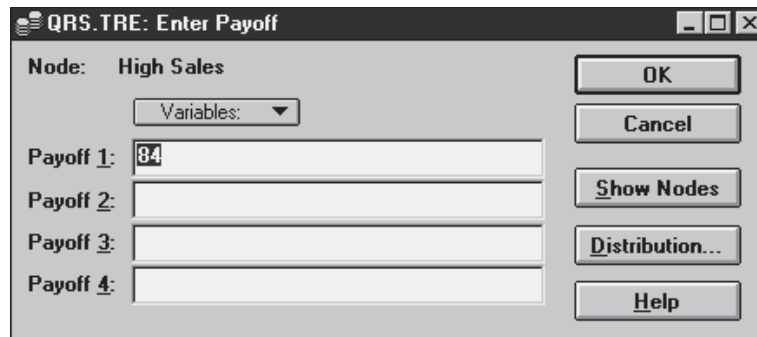 QRS.TRE: Enter Payoff
Node: High Sales
Variables:
Payoff 1: 84
Payoff 2:
Payoff 3:
Payoff 4:
OK
Cancel
Show Nodes
Distribution...
Help